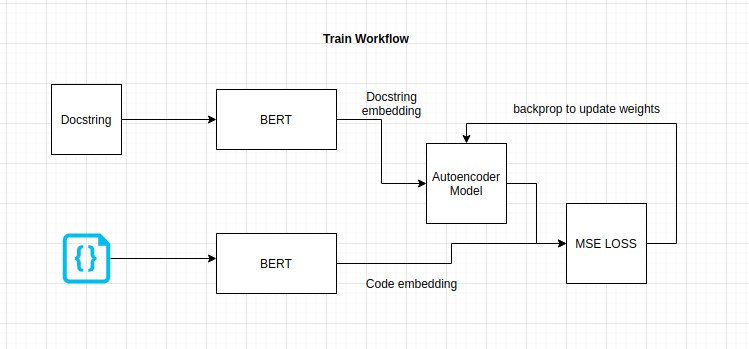 Train Workflow
Docstring
BERT
Docstring
embedding
backprop to update weights
Autoencoder
Model
{}
BERT
Code embedding
MSE LOSS